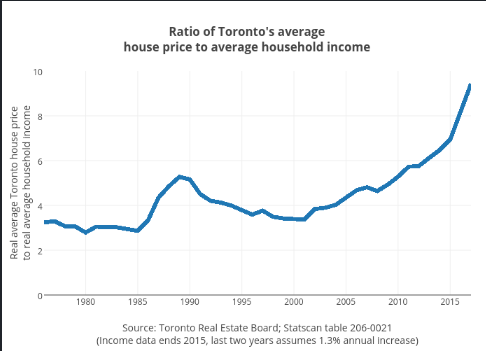 Ratio of Toronto's average
house price to average household income
Real average Toronto house price
to real average household income
10
8
6
4
2
0
1980 1985 1990 1995 2000 2005 2010 2015
Source: Toronto Real Estate Board; Statscan table 206-0021
(Income data ends 2015, last two years assumes 1.3% annual increase)